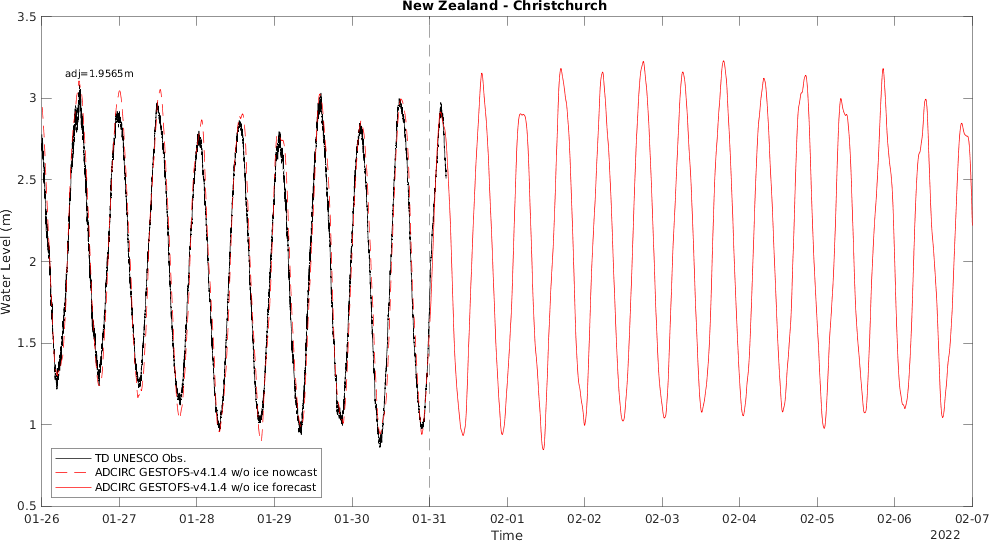 New Zealand - Christchurch
adj=1.9565m
3.5
3
2.5
2
1.5
1
0.5
Water Level (m)
TD UNESCO Obs.
ADCIRC GESTOFS-v4.1.4 w/o ice nowcast
ADCIRC GESTOFS-v4.1.4 w/o ice forecast
01-26 01-27 01-28 01-29 01-30 01-31 02-01 02-02 02-03 02-04 02-05 02-06 02-07
Time
2022